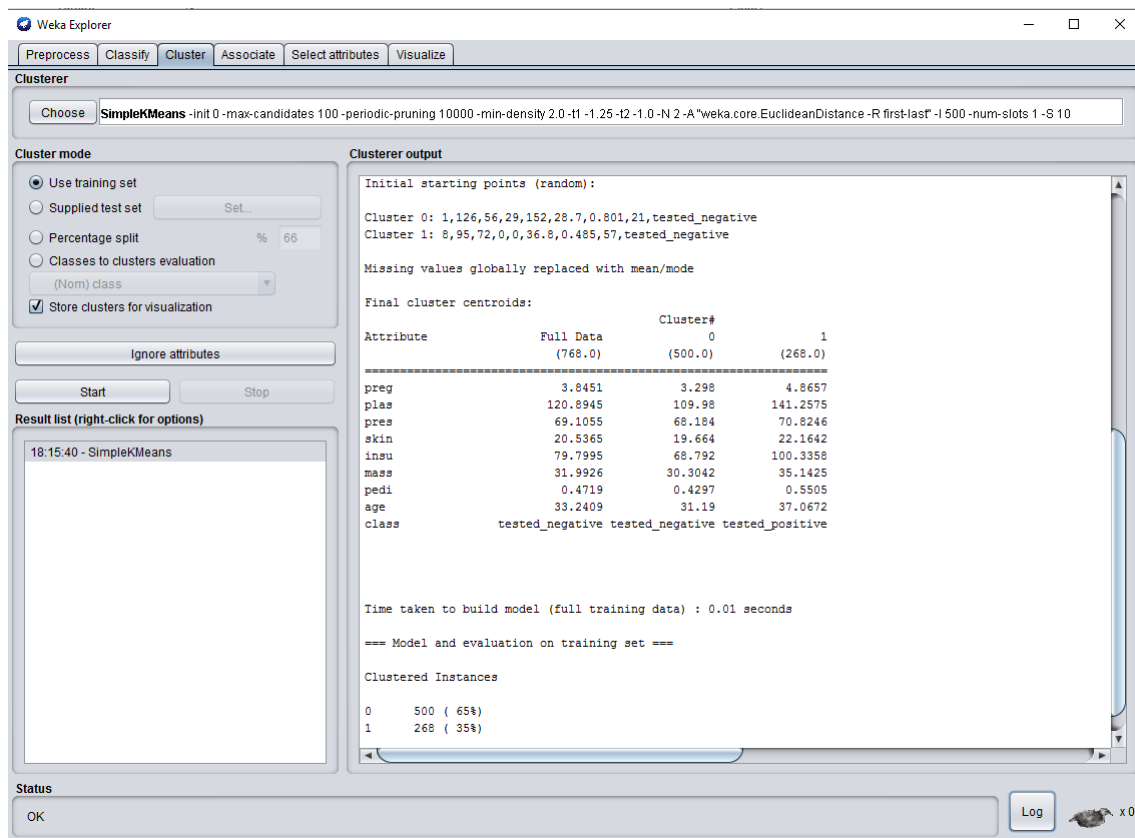 Weka Explorer
Preprocess Classify Cluster Associate Select attributes Visualize
Clusterer
Choose SimpleKMeans -init 0 -max-candidates 100 -periodic-pruning 10000 -min-density 2.0 -t1 -1.25 -t2 -1.0 -N 2 -A "weka.core.EuclideanDistance -R first-last" -I 500 -num-slots 1 -S 10
Cluster mode
Use training set
Supplied test set Set...
Percentage split % 66
Classes to clusters evaluation
(Nom) class
Store clusters for visualization
Ignore attributes
Start Stop
Result list (right-click for options)
18:15:40 - SimpleKMeans
Clusterer output
Initial starting points (random):
Cluster 0: 1,126,56,29,152,28.7,0.801,21,tested_negative
Cluster 1: 8,95,72,0,0,36.8,0.485,57,tested_negative
Missing values globally replaced with mean/mode
Final cluster centroids:
Cluster#
Attribute Full Data 0 1
(768.0) (500.0) (268.0)
==================================================================
preg 3.8451 3.298 4.8657
plas 120.8945 109.98 141.2575
pres 69.1055 68.184 70.8246
skin 20.5365 19.664 22.1642
insu 79.7995 68.792 100.3358
mass 31.9926 30.3042 35.1425
pedi 0.4719 0.4297 0.5505
age 33.2409 31.19 37.0672
class tested_negative tested_negative tested_positive
Time taken to build model (full training data) : 0.01 seconds
=== Model and evaluation on training set ===
Clustered Instances
0 500 ( 65%)
1 268 ( 35%)
Status
OK
Log x 0